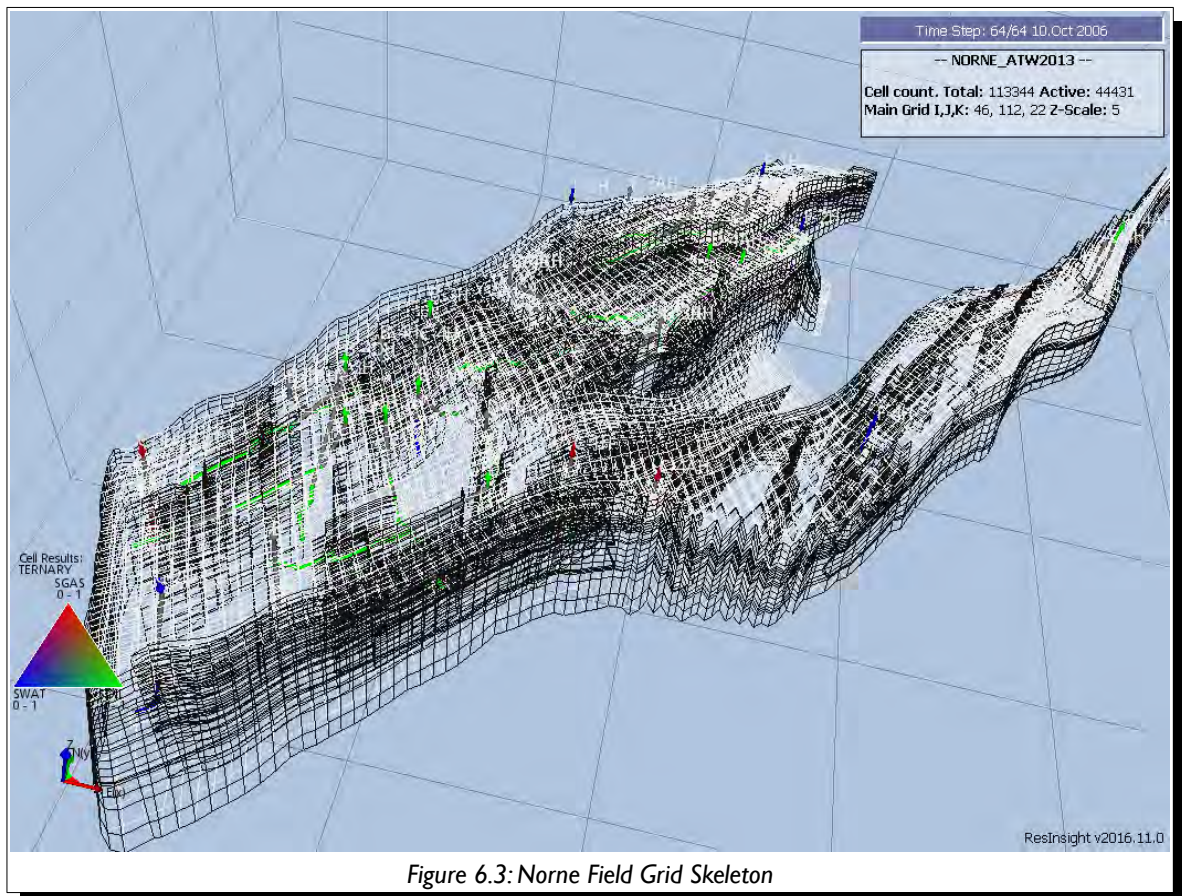 Time Step: 64/64 10.Oct 2006
-- NORNE_ATW2013 --
Cell count. Total: 113344 Active: 44431
Main Grid I,J,K: 46, 112, 22 Z-Scale: 5
Cell Results:
TERNARY
SGAS
0 - 1
SWAT
0 - 1
Z
N(y
E(x)
ResInsight v2016.11.0
Figure 6.3: Norne Field Grid Skeleton